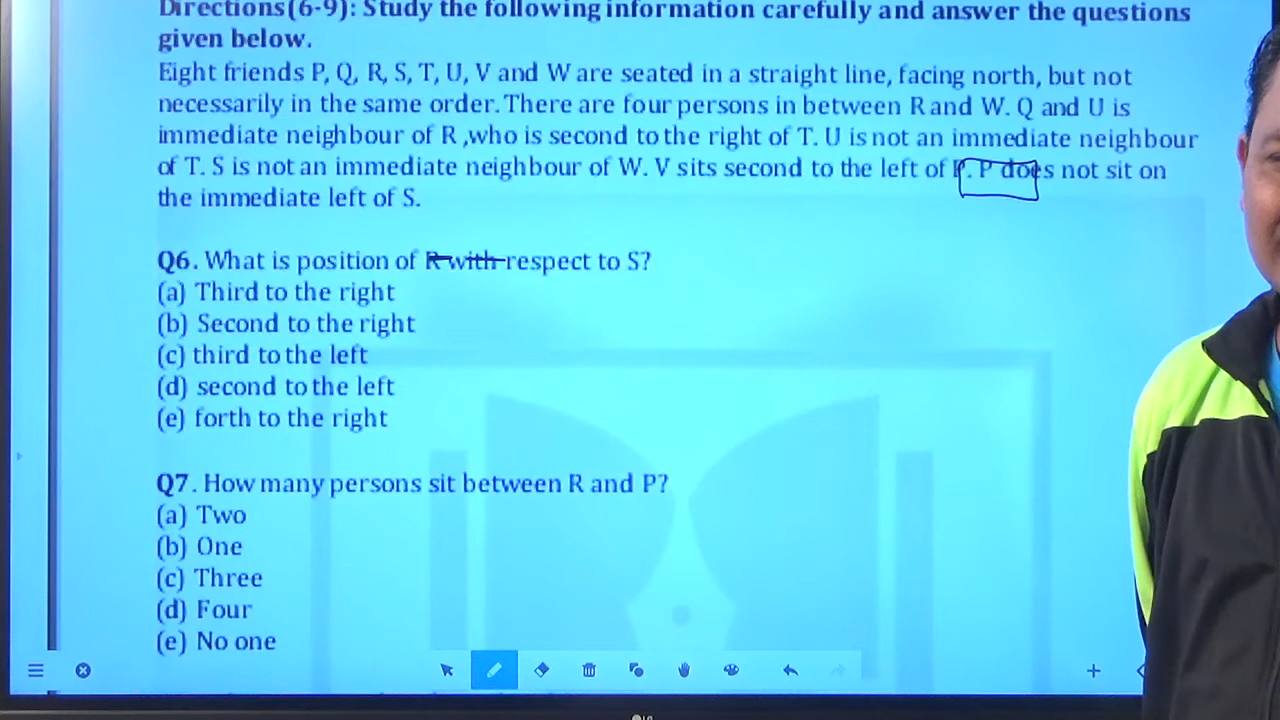 Directions(6-9): Study the following information carefully and answer the questions
given below.
Eight friends P, Q, R, S, T, U, V and W are seated in a straight line, facing north, but not
necessarily in the same order. There are four persons in between R and W. Q and U is
immediate neighbour of R ,who is second to the right of T. U is not an immediate neighbour
of T. S is not an immediate neighbour of W. V sits second to the left of P. P does not sit on
the immediate left of S.
Q6. What is position of R with respect to S?
(a) Third to the right
(b) Second to the right
(c) third to the left
(d) second to the left
(e) forth to the right
Q7. How many persons sit between R and P?
(a) Two
(b) One
(c) Three
(d) Four
(e) No one